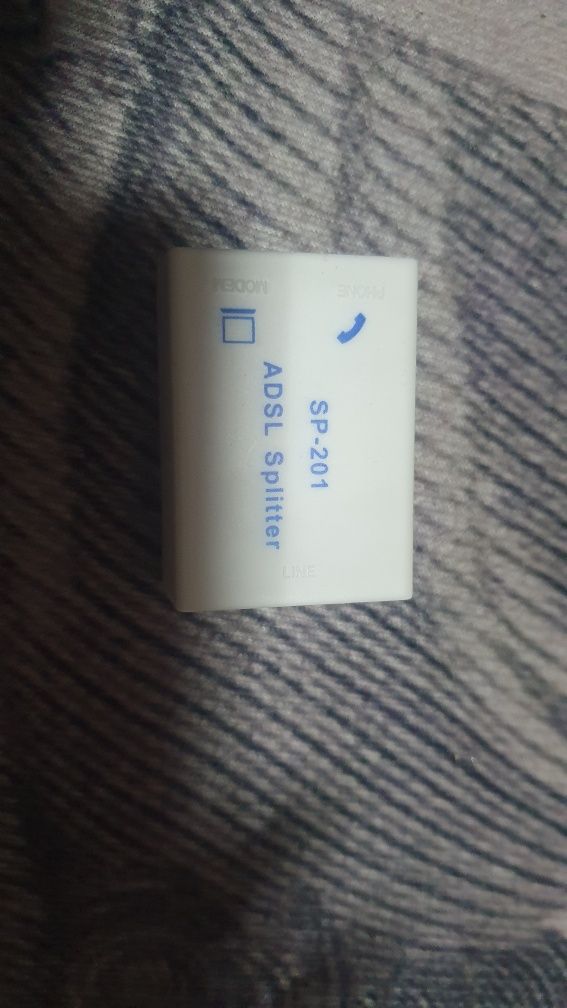 PHONE
MODEM
SP-201
ADSL Splitter
LINE